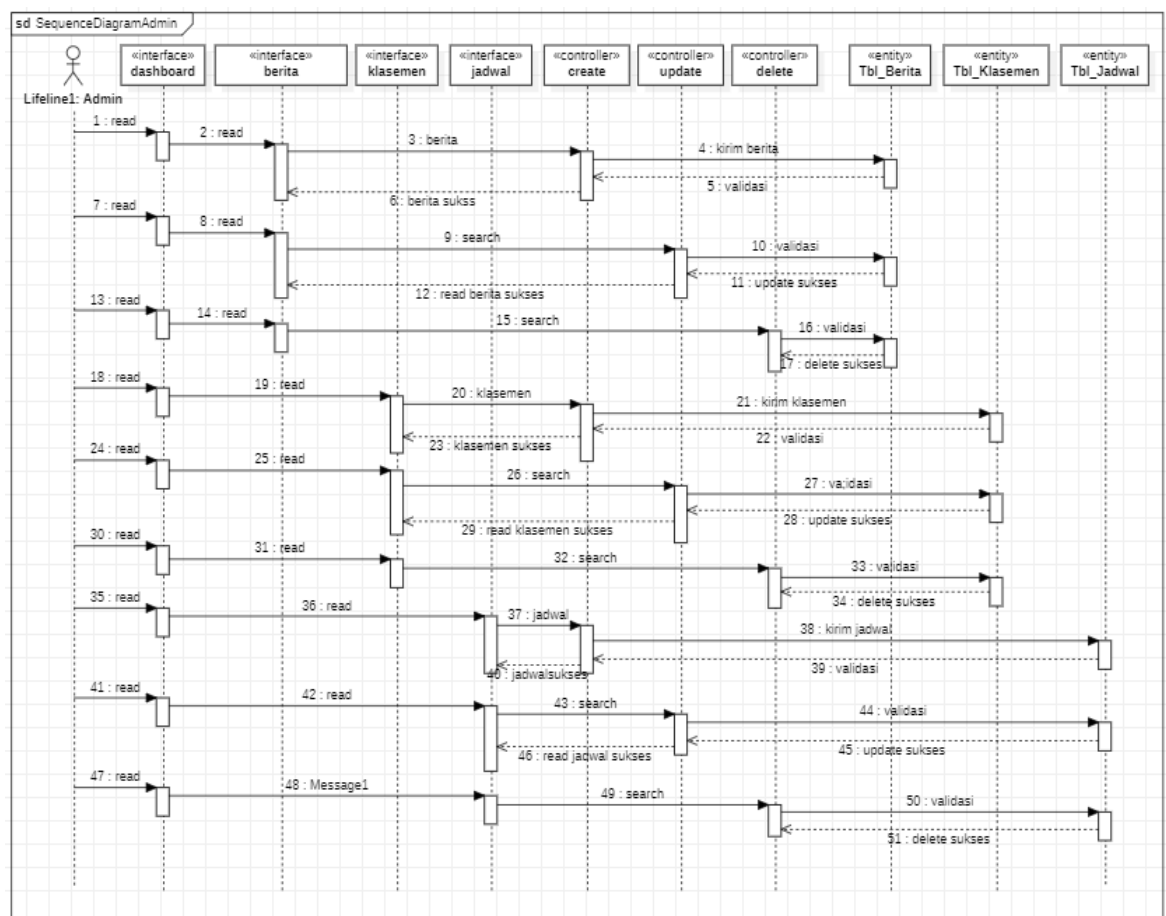 sd SequenceDiagramAdmin
«interface» «interface» «interface» «interface» «controller» «controller» «controller» «entity» «entity» «entity»
dashboard berita klasemen jadwal create update delete Tbl_Berita Tbl_Klasemen Tbl_Jadwal
Lifeline1: Admin
1 : read
2 : read
3 : berita
4 : kirim berita
5 : validasi
6 : berita sukss
7 : read
8 : read
9 : search
10 : validasi
11 : update sukses
12 : read berita sukses
13 : read
14 : read
15 : search
16 : validasi
17 : delete sukses
18 : read
19 : read
20 : klasemen
21 : kirim klasemen
22 : validasi
23 : klasemen sukses
24 : read
25 : read
26 : search
27 : va;idasi
28 : update sukses
29 : read klasemen sukses
30 : read
31 : read
32 : search
33 : validasi
34 : delete sukses
35 : read
36 : read
37 : jadwal
38 : kirim jadwal
39 : validasi
40 : jadwalsukses
41 : read
42 : read
43 : search
44 : validasi
45 : update sukses
46 : read jadwal sukses
47 : read
48 : Message1
49 : search
50 : validasi
51 : delete sukses